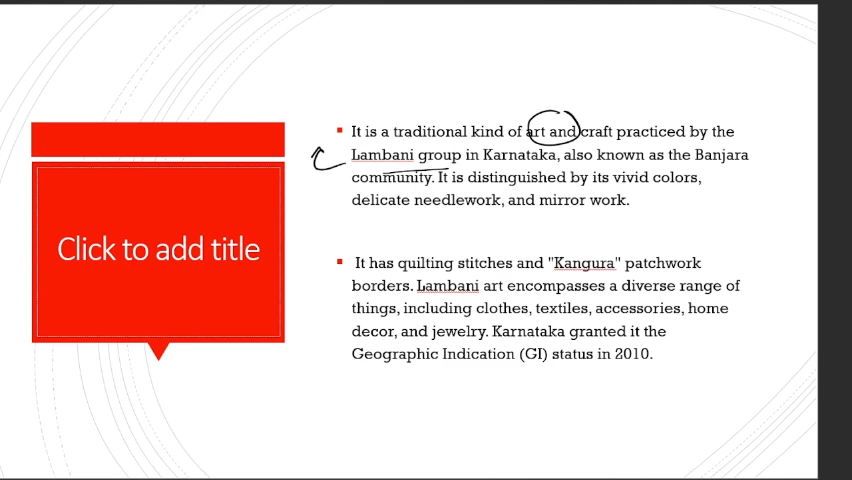 Click to add title
It is a traditional kind of art and craft practiced by the
Lambani group in Karnataka, also known as the Banjara
community. It is distinguished by its vivid colors,
delicate needlework, and mirror work.
It has quilting stitches and "Kangura" patchwork
borders. Lambani art encompasses a diverse range of
things, including clothes, textiles, accessories, home
decor, and jewelry. Karnataka granted it the
Geographic Indication (GI) status in 2010.